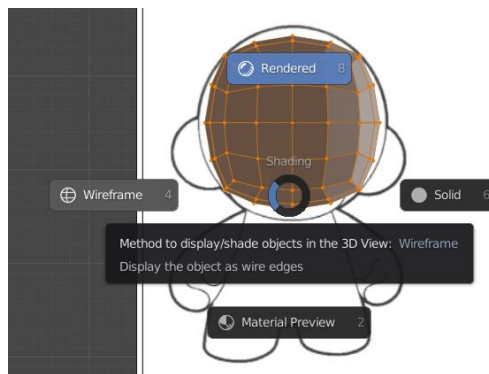 Rendered 8
Shading
Wireframe 4
Solid 6
Method to display/shade objects in the 3D View: Wireframe
Display the object as wire edges
Material Preview 2